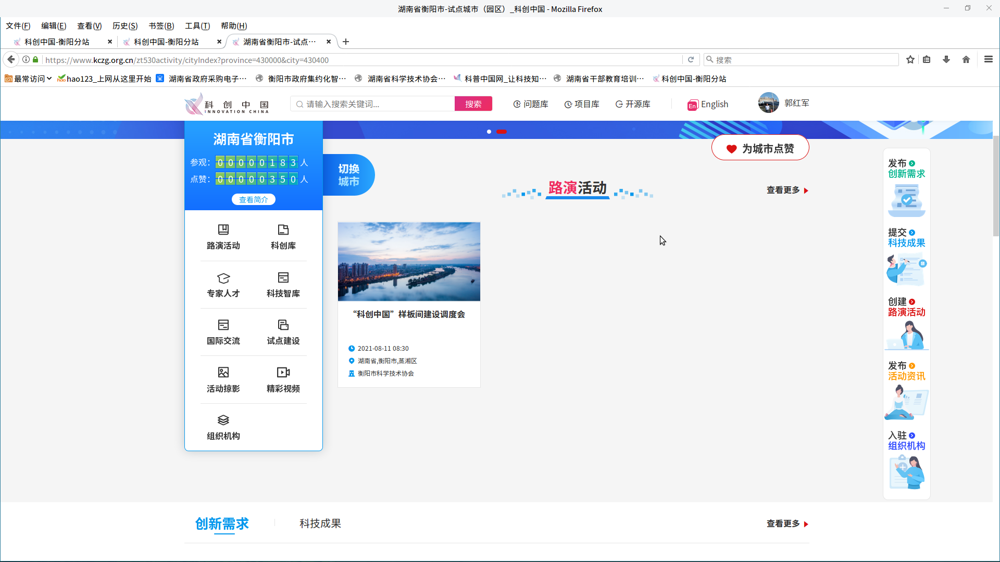 湖南省衡阳市-试点城市（园区）_科创中国 - Mozilla Firefox
文件(F) 编辑(E) 查看(V) 历史(S) 书签(B) 工具(T) 帮助(H)
科创中国-衡阳分站 科创中国-衡阳分站 湖南省衡阳市-试点…
https://www.kczg.org.cn/zt530activity/cityIndex?province=430000&city=430400 搜索
最常访问 hao123_上网从这里开始 湖南省政府采购电子… 衡阳市政府集约化智… 湖南省科学技术协会… 科普中国网_让科技知… 湖南省干部教育培训… 科创中国-衡阳分站
科创中国
INNOVATION CHINA
请输入搜索关键词... 搜索 问题库 项目库 开源库 En English 郭红军
湖南省衡阳市
参观： 00000183 人
点赞： 00000350 人
查看简介
切换
城市
为城市点赞
路演活动 查看更多
路演活动 科创库
专家人才 科技智库
国际交流 试点建设
活动掠影 精彩视频
组织机构
“科创中国”样板间建设调度会
2021-08-11 08:30
湖南省,衡阳市,蒸湘区
衡阳市科学技术协会
发布
创新需求
提交
科技成果
创建
路演活动
发布
活动资讯
入驻
组织机构
创新需求 科技成果 查看更多